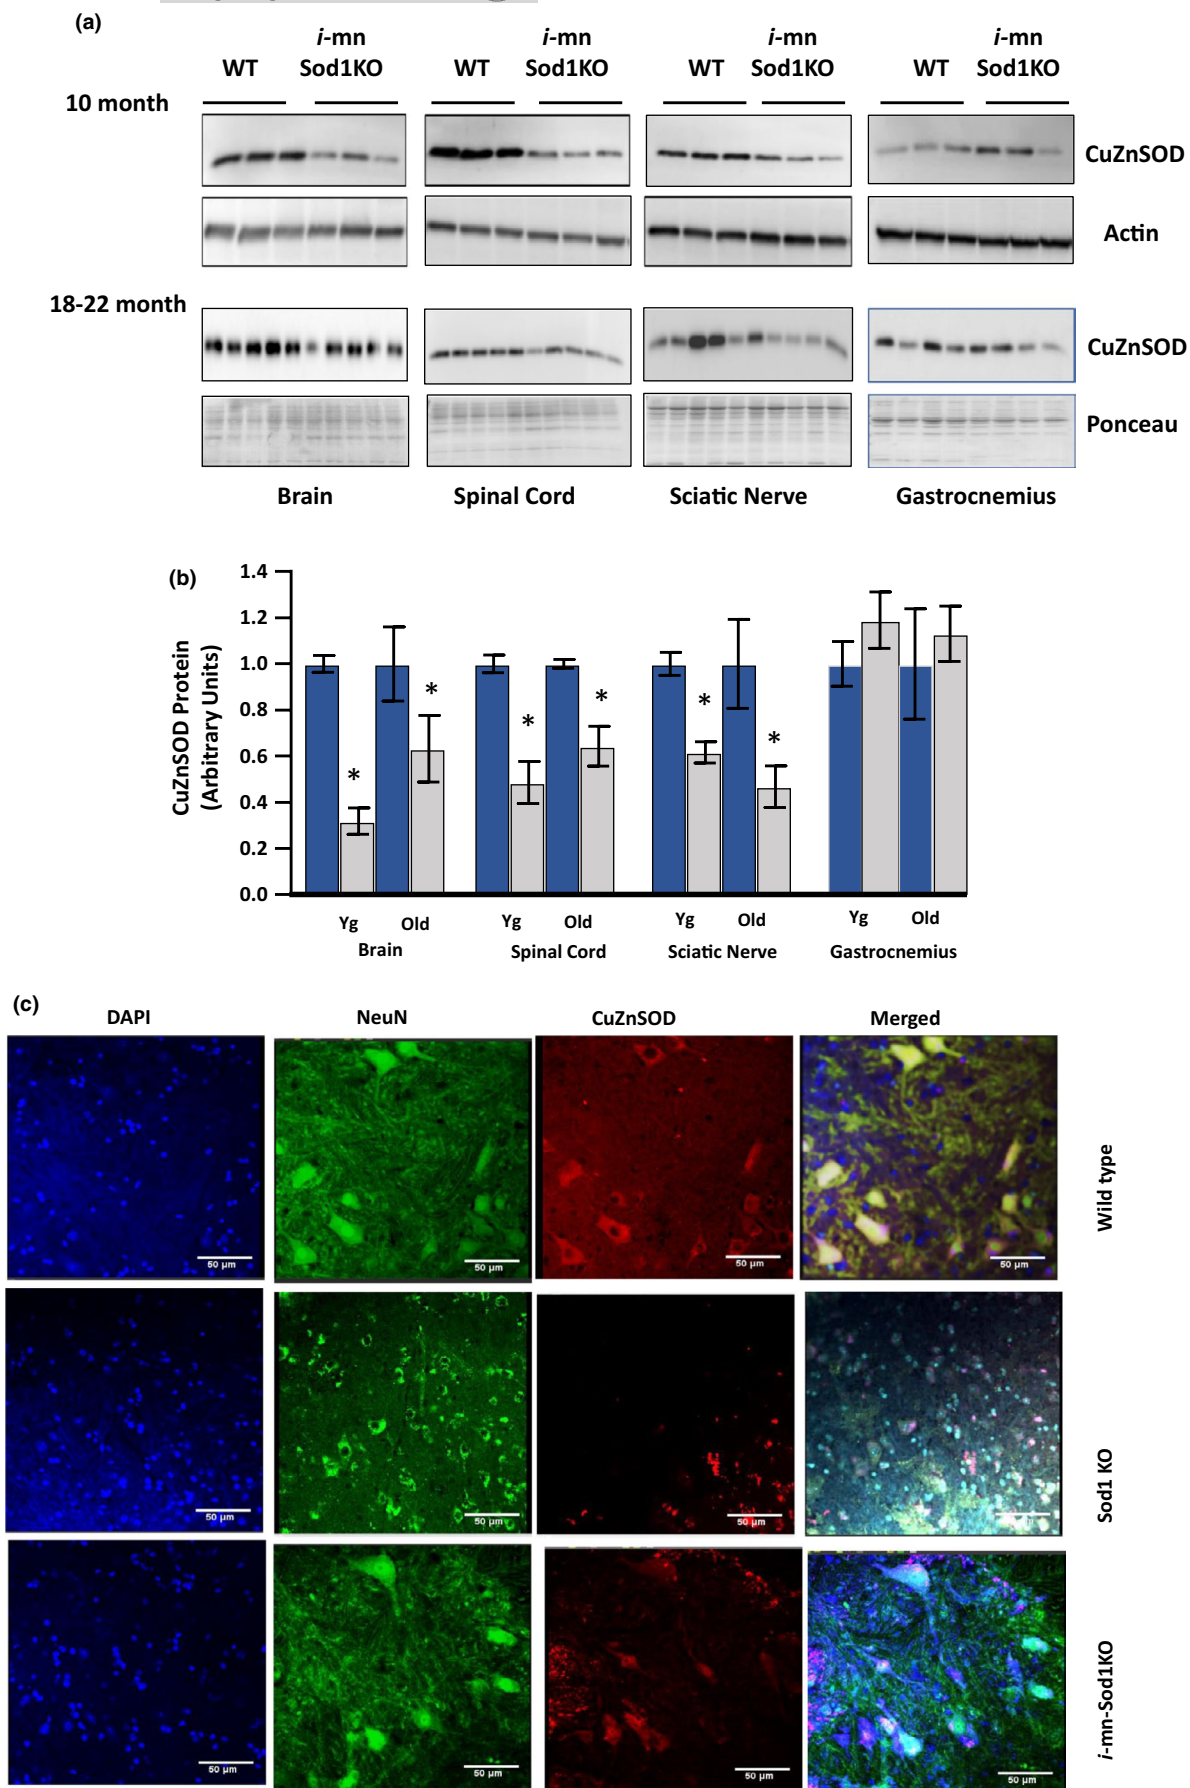 (a)
i-mn i-mn i-mn i-mn
WT Sod1KO WT Sod1KO WT Sod1KO WT Sod1KO
10 month
CuZnSOD
Actin
18-22 month
CuZnSOD
Ponceau
Brain Spinal Cord Sciatic Nerve Gastrocnemius
(b)
CuZnSOD Protein
(Arbitrary Units)
1.4
1.2
1.0
0.8
0.6
0.4
0.2
0.0
* * * * * *
Yg Old Yg Old Yg Old Yg Old
Brain Spinal Cord Sciatic Nerve Gastrocnemius
(c)
DAPI NeuN CuZnSOD Merged
50 µm 50 µm 50 µm 50 µm
Wild type
50 µm 50 µm 50 µm
Sod1 KO
50 µm 50 µm 50 µm 50 µm
i-mn-Sod1KO